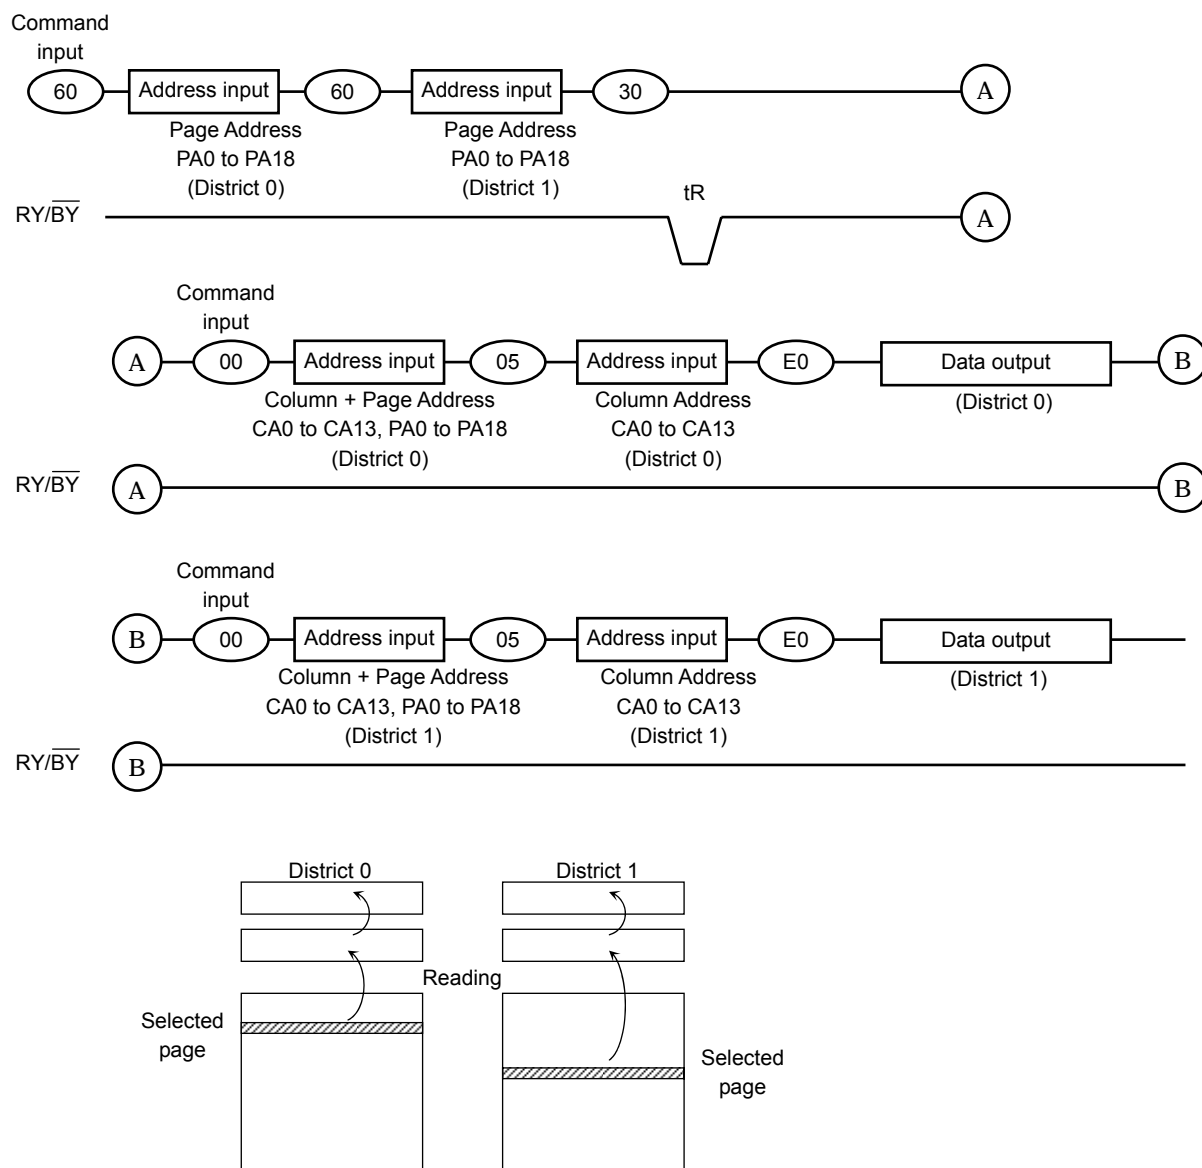 Command
input
60 Address input 60 Address input 30 A
Page Address Page Address
PA0 to PA18 PA0 to PA18
(District 0) (District 1)
tR
RY/BY A
Command
input
A 00 Address input 05 Address input E0 Data output B
Column + Page Address Column Address (District 0)
CA0 to CA13, PA0 to PA18 CA0 to CA13
(District 0) (District 0)
RY/BY A B
Command
input
B 00 Address input 05 Address input E0 Data output
Column + Page Address Column Address (District 1)
CA0 to CA13, PA0 to PA18 CA0 to CA13
(District 1) (District 1)
RY/BY B
District 0 District 1
Reading
Selected
page
Selected
page